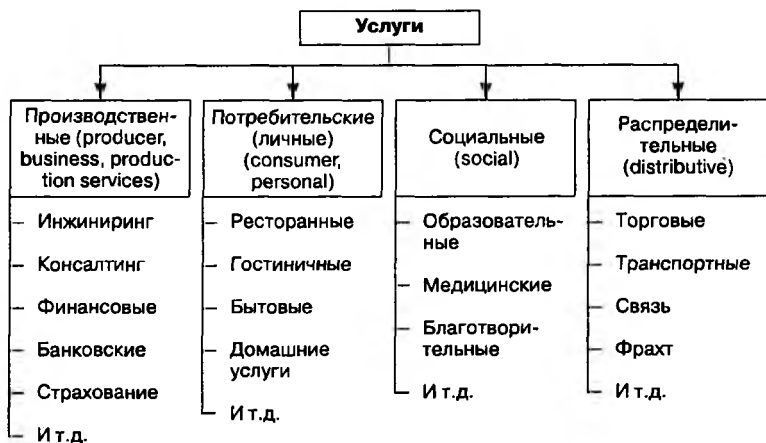 Услуги
Производствен-
ные (producer,
business, produc-
tion services)
Инжиниринг
Консалтинг
Финансовые
Банковские
Страхование
И т.д.
Потребительские
(личные)
(consumer,
personal)
Ресторанные
Гостиничные
Бытовые
Домашние
услуги
И т.д.
Социальные
(social)
Образователь-
ные
Медицинские
Благотвори-
тельные
И т.д.
Распредели-
тельные
(distributive)
Торговые
Транспортные
Связь
Фрахт
И т.д.